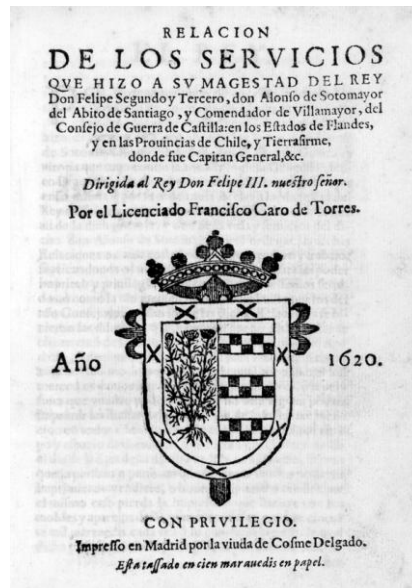 RELACION
DE LOS SERVICIOS
QVE HIZO A SV MAGESTAD DEL REY
Don Felipe Segundo y Tercero, don Alonſo de Sotomayor
del Abito de Santiago, y Comendador de Villamayor, del
Conſejo de Guerra de Caſtilla: en los Eſtados de Flandes,
y en las Prouincias de Chile, y Tierrafirme,
donde fue Capitan General, &c.
Dirigida al Rey Don Felipe III. nueſtro ſeñor.
Por el Licenciado Franciſco Caro de Torres.
Año 1620.
CON PRIVILEGIO.
Impreſſo en Madrid por la viuda de Coſme Delgado.
Eſta taſſado en cien marauedis en papel.